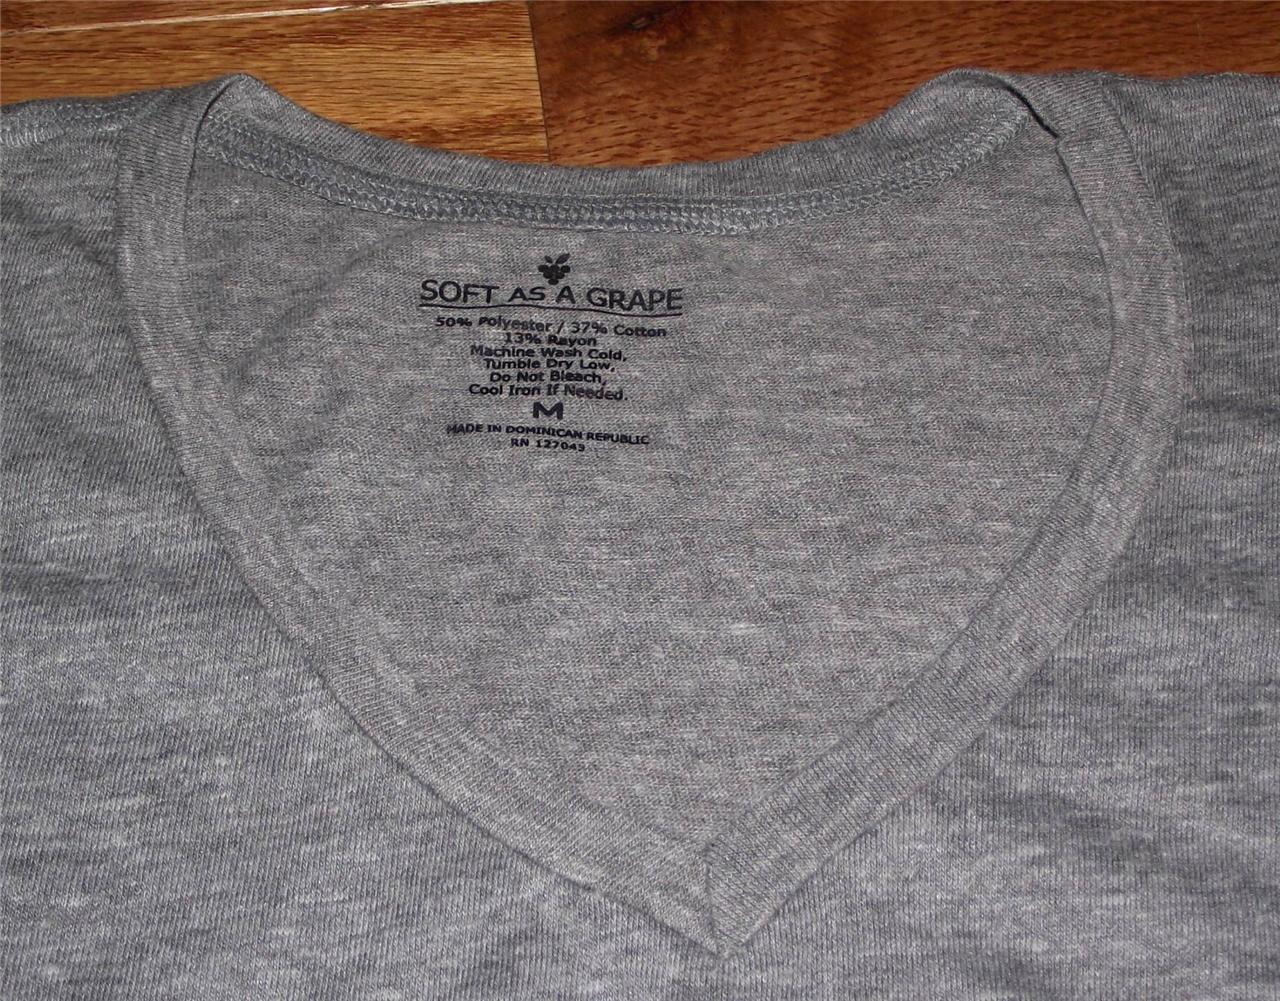 SOFT AS A GRAPE
50% Polyester / 37% Cotton
13% Rayon
Machine Wash Cold,
Tumble Dry Low,
Do Not Bleach,
Cool Iron If Needed.
M
MADE IN DOMINICAN REPUBLIC
RN 127045